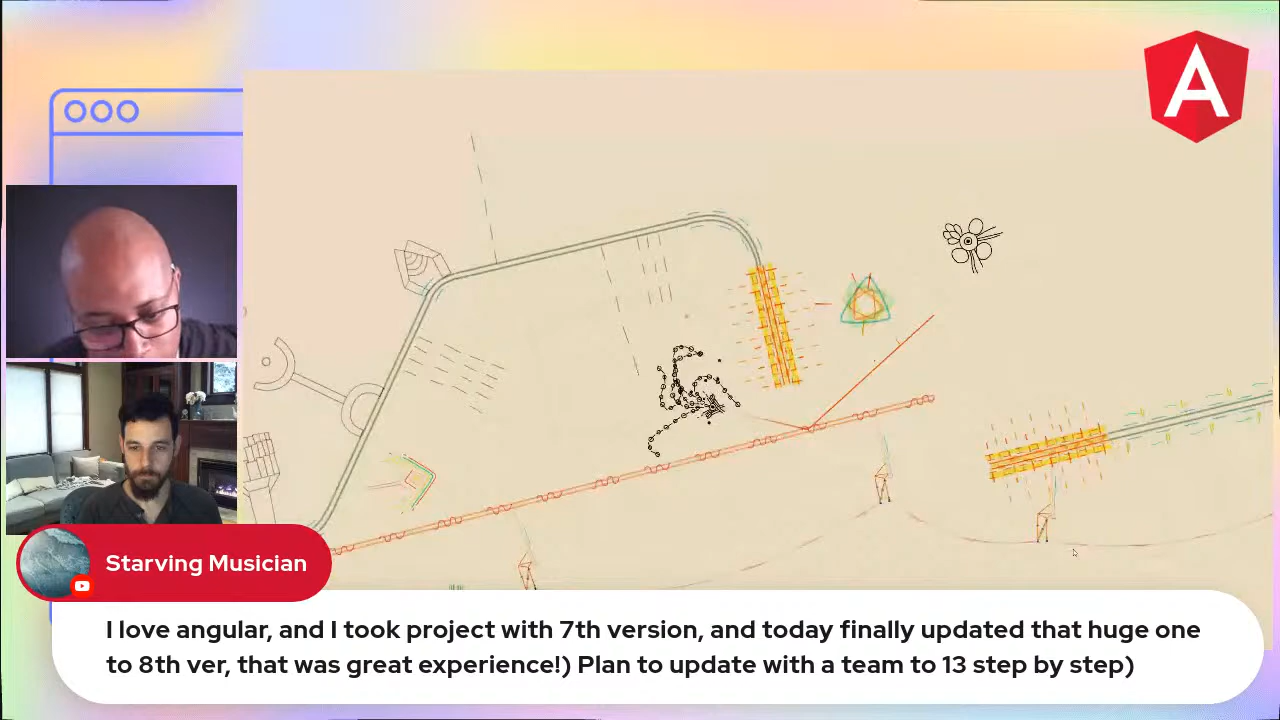 A
Starving Musician
I love angular, and I took project with 7th version, and today finally updated that huge one
to 8th ver, that was great experience!) Plan to update with a team to 13 step by step)